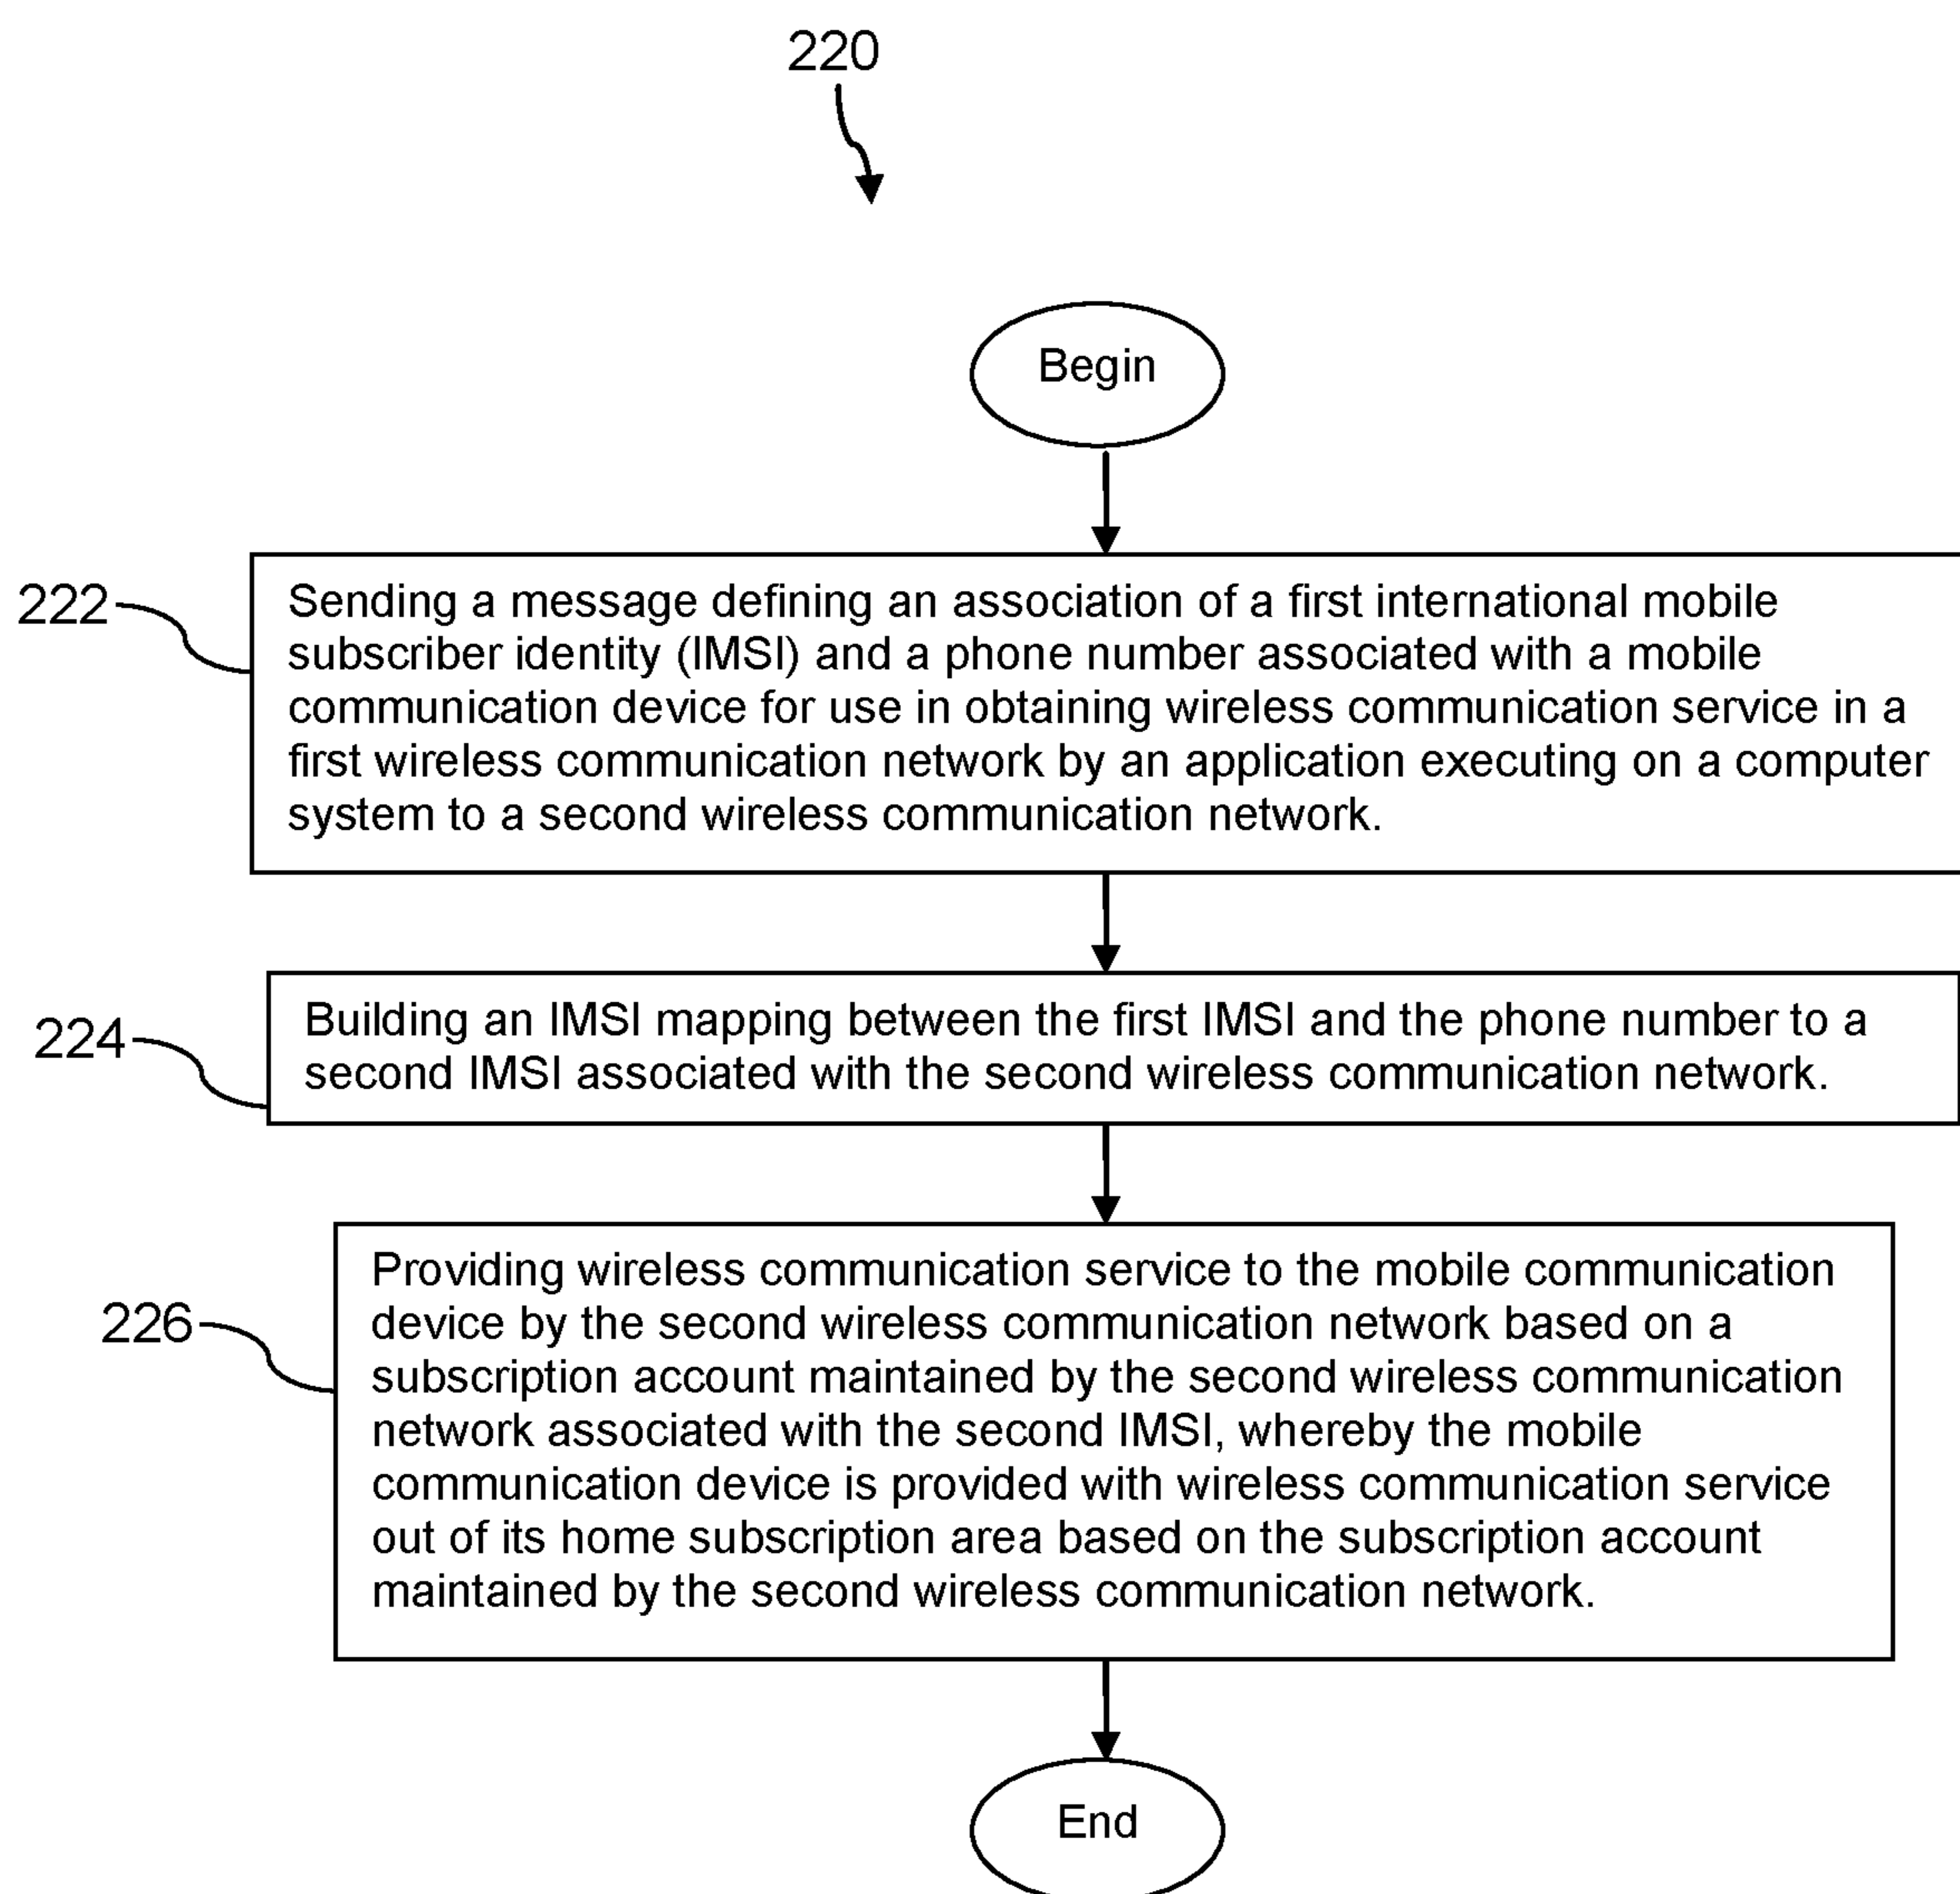 220
Begin
222
Sending a message defining an association of a first international mobile
subscriber identity (IMSI) and a phone number associated with a mobile
communication device for use in obtaining wireless communication service in a
first wireless communication network by an application executing on a computer
system to a second wireless communication network.
224
Building an IMSI mapping between the first IMSI and the phone number to a
second IMSI associated with the second wireless communication network.
226
Providing wireless communication service to the mobile communication
device by the second wireless communication network based on a
subscription account maintained by the second wireless communication
network associated with the second IMSI, whereby the mobile
communication device is provided with wireless communication service
out of its home subscription area based on the subscription account
maintained by the second wireless communication network.
End